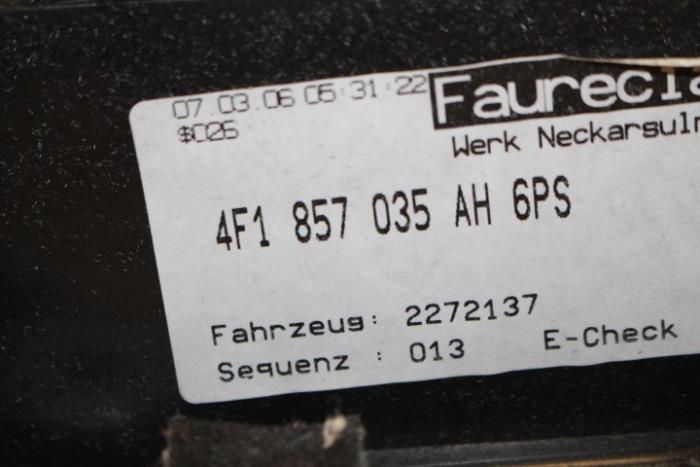 07.03.06 05:31:22 Faurecia
$C26
Werk Neckarsulm
4F1 857 035 AH 6PS
Fahrzeug: 2272137
Sequenz : 013 E-Check